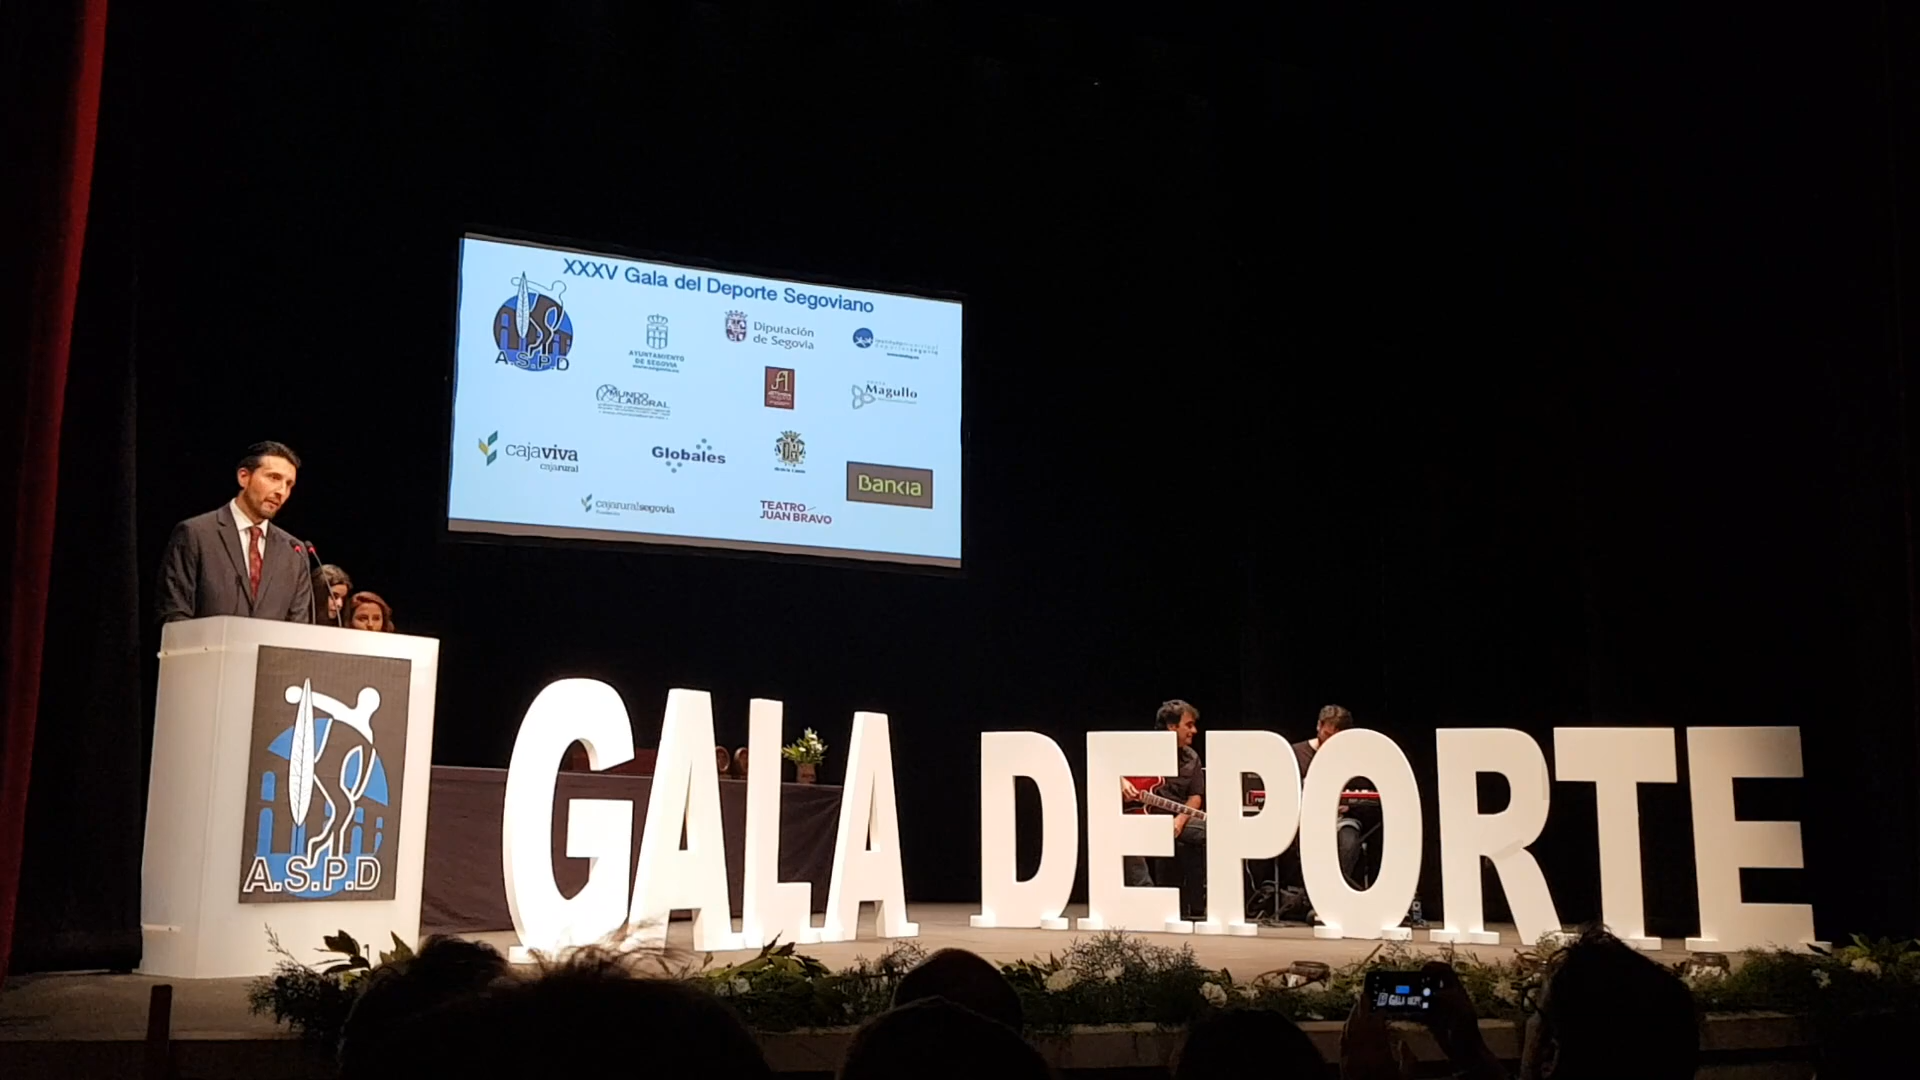 XXXV Gala del Deporte Segoviano
A.S.P.D
AYUNTAMIENTO
DE SEGOVIA
Diputación
de Segovia
MUNDO
LABORAL
Magullo
cajaviva
cajarural
Globales
Bankia
cajaruralsegovia
TEATRO
JUAN BRAVO
A.S.P.D
GALA DEPORTE